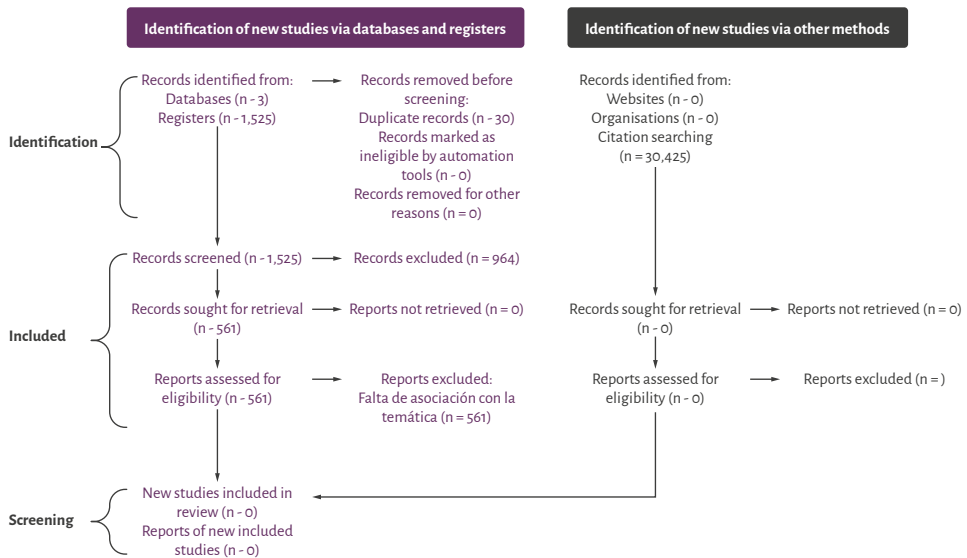 Identification of new studies via databases and registers
Identification of new studies via other methods
Identification
Records identified from:
Databases (n - 3)
Registers (n - 1,525)
Records removed before
screening:
Duplicate records (n - 30)
Records marked as
ineligible by automation
tools (n - 0)
Records removed for other
reasons (n = 0)
Records identified from:
Websites (n - 0)
Organisations (n - 0)
Citation searching
(n = 30,425)
Included
Records screened (n - 1,525)
Records excluded (n = 964)
Records sought for retrieval
(n - 561)
Reports not retrieved (n = 0)
Records sought for retrieval
(n - 0)
Reports not retrieved (n = 0)
Reports assessed for
eligibility (n - 561)
Reports excluded:
Falta de asociación con la
temática (n = 561)
Reports assessed for
eligibility (n - 0)
Reports excluded (n = )
Screening
New studies included in
review (n - 0)
Reports of new included
studies (n - 0)